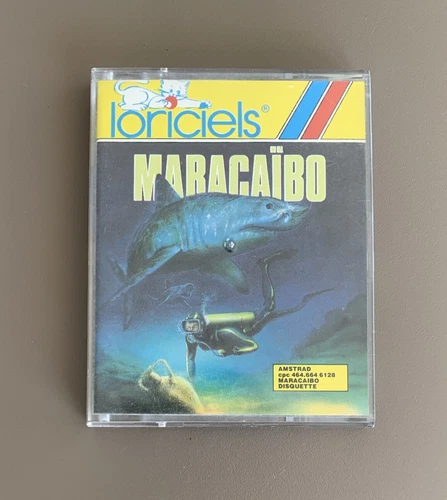 loriciels®
MARACAÏBO
AMSTRAD
cpc 464.664 6128
MARACAIBO
DISQUETTE